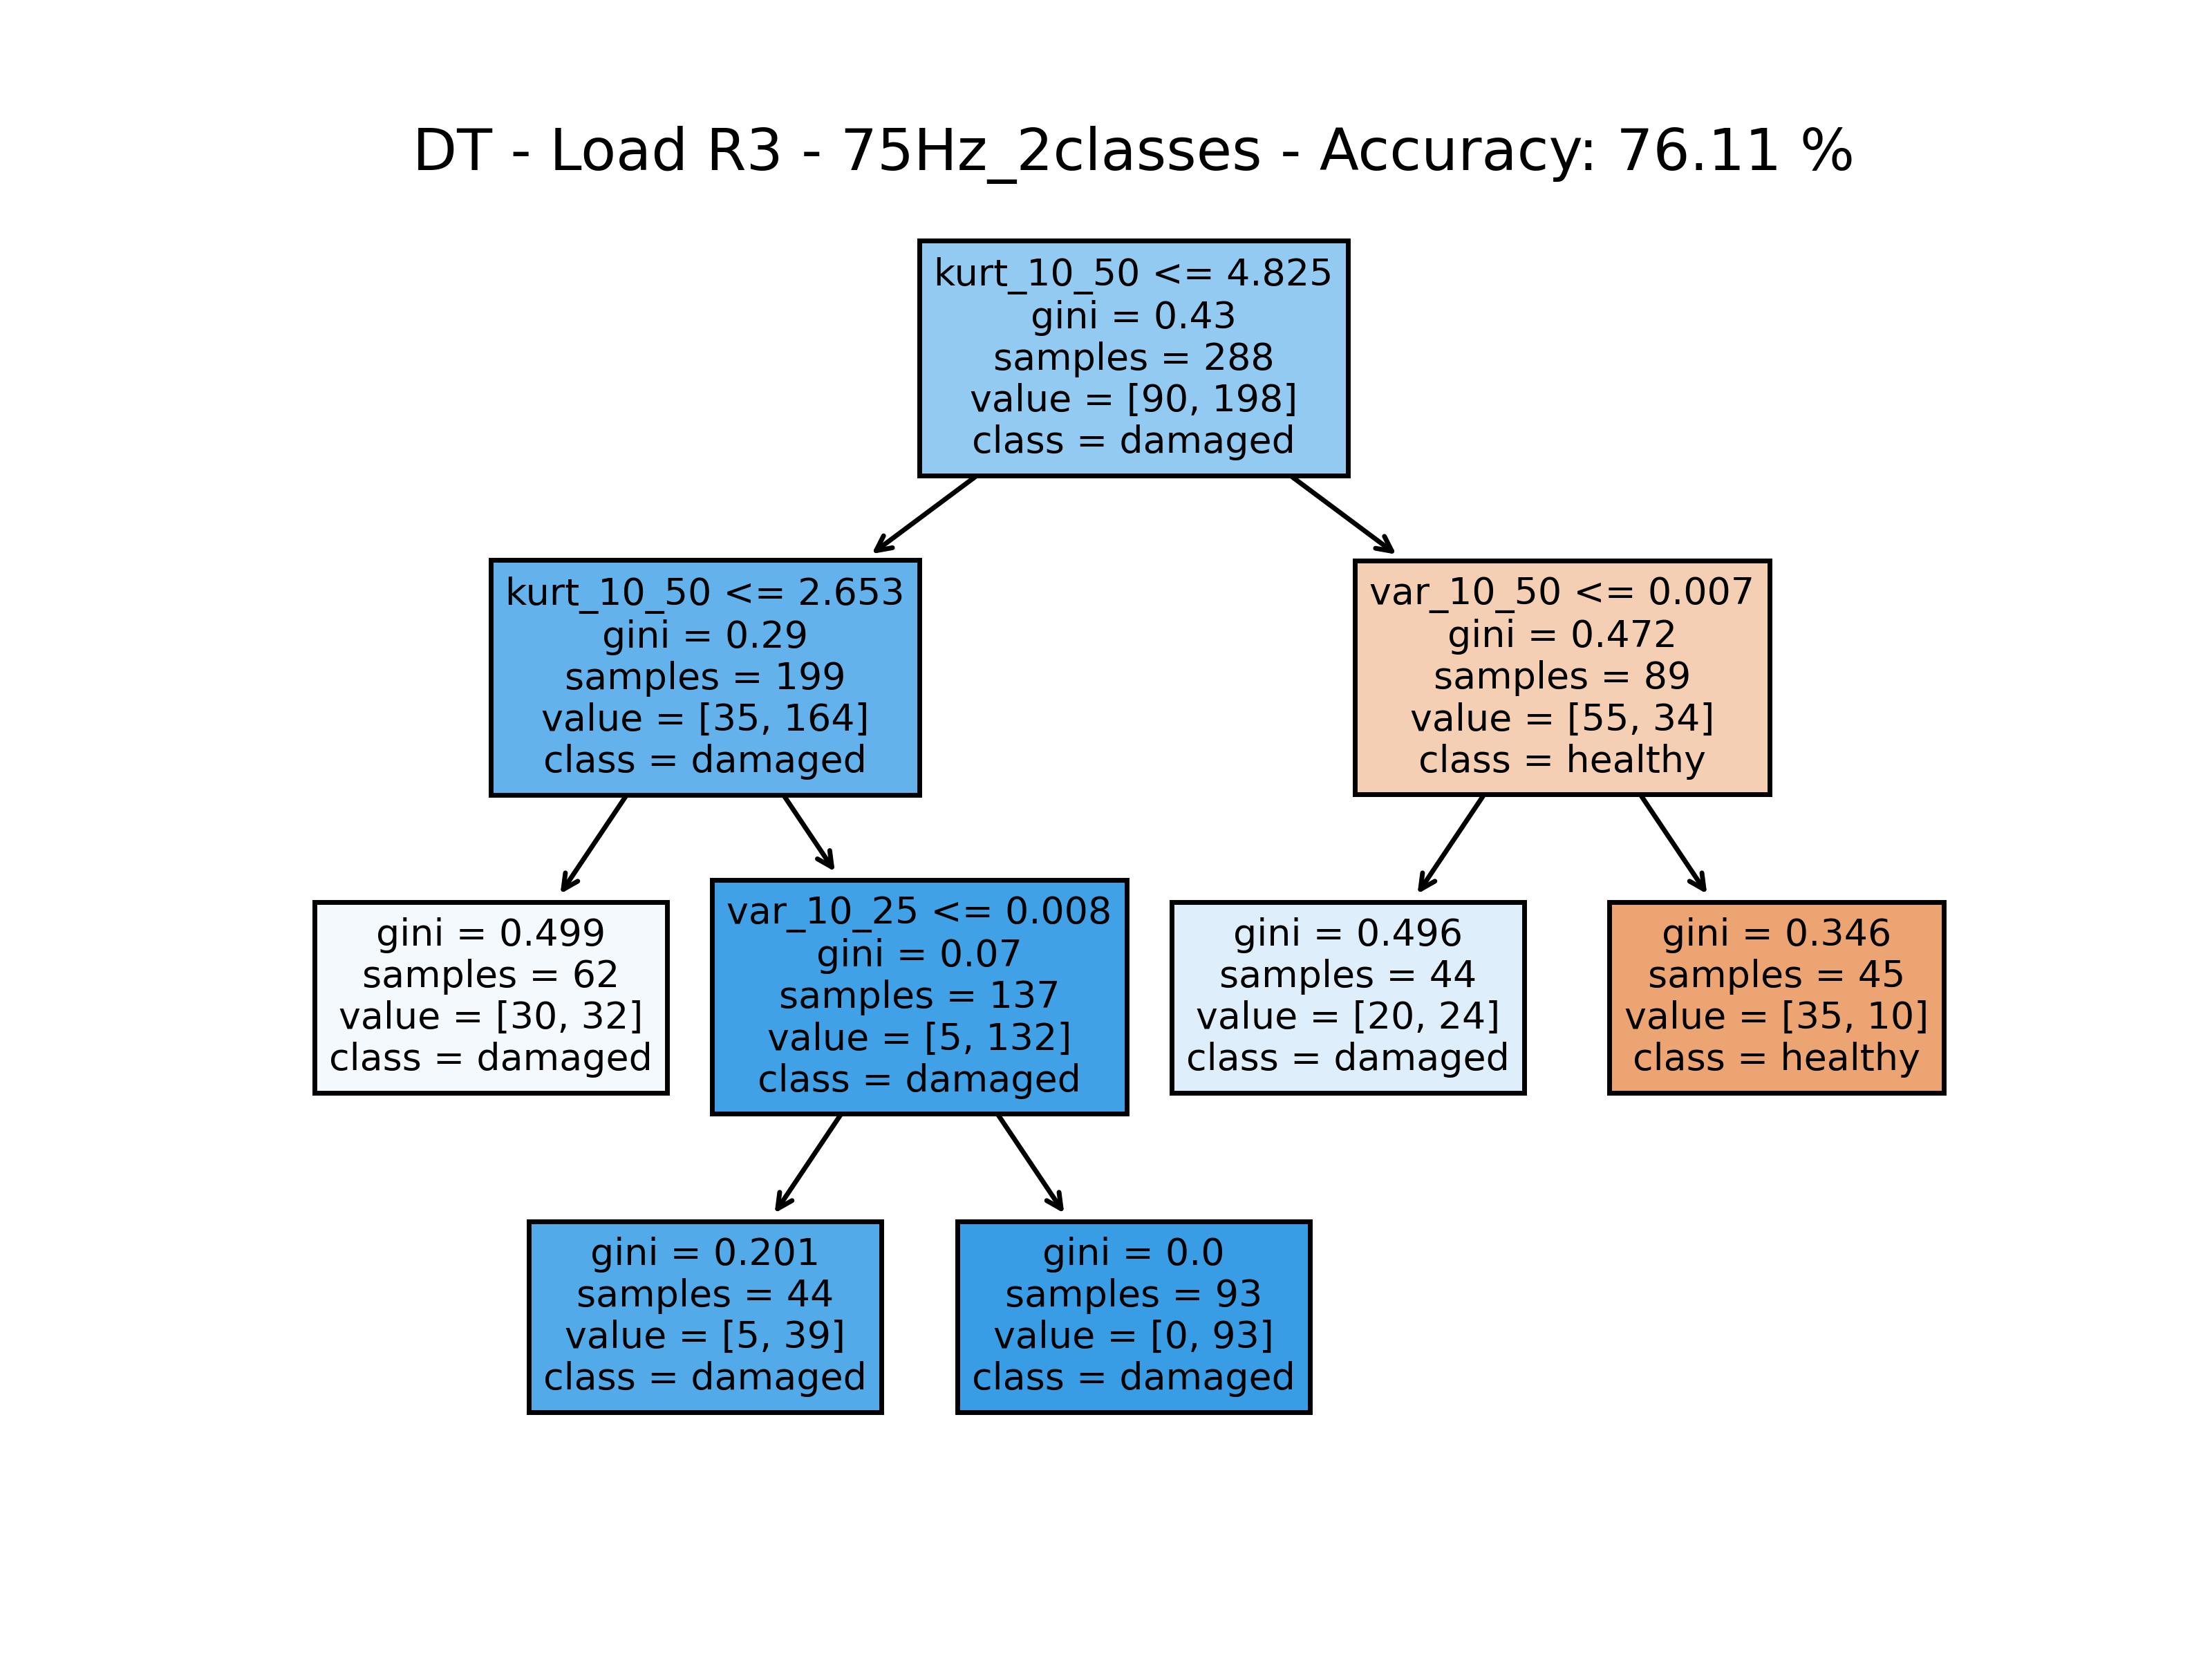 DT - Load R3 - 75Hz_2classes - Accuracy: 76.11 %
kurt_10_50 <= 4.825
gini = 0.43
samples = 288
value = [90, 198]
class = damaged
kurt_10_50 <= 2.653
gini = 0.29
samples = 199
value = [35, 164]
class = damaged
var_10_50 <= 0.007
gini = 0.472
samples = 89
value = [55, 34]
class = healthy
gini = 0.499
samples = 62
value = [30, 32]
class = damaged
var_10_25 <= 0.008
gini = 0.07
samples = 137
value = [5, 132]
class = damaged
gini = 0.496
samples = 44
value = [20, 24]
class = damaged
gini = 0.346
samples = 45
value = [35, 10]
class = healthy
gini = 0.201
samples = 44
value = [5, 39]
class = damaged
gini = 0.0
samples = 93
value = [0, 93]
class = damaged